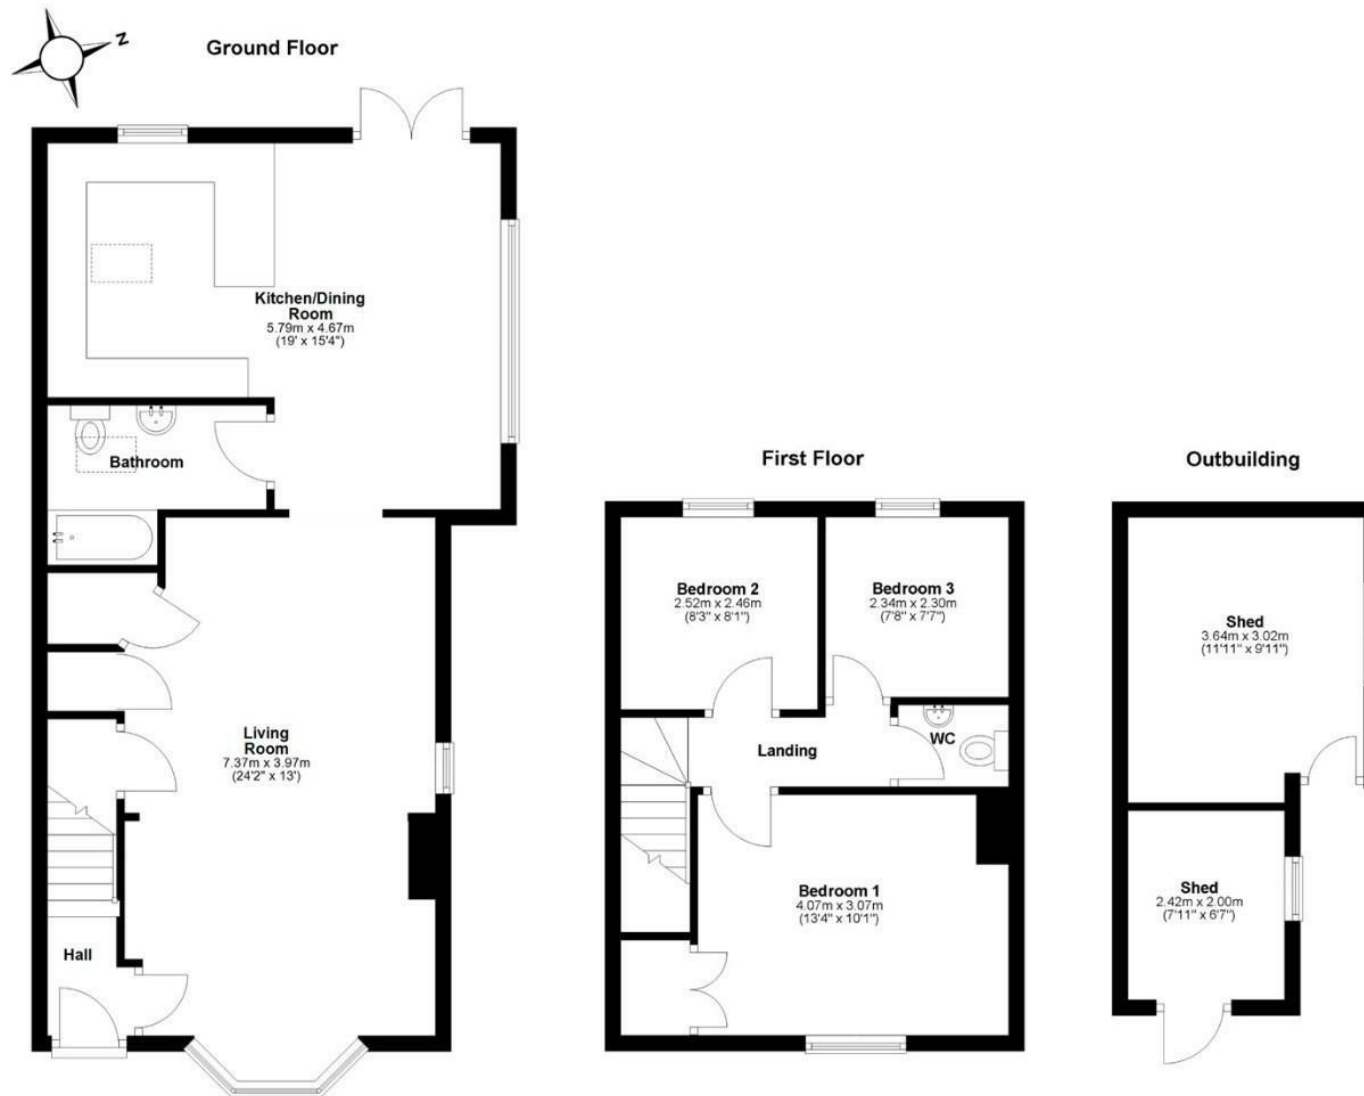 Z
Ground Floor
Kitchen/Dining
Room
5.79m x 4.67m
(19' x 15'4")
Bathroom
Living
Room
7.37m x 3.97m
(24'2" x 13')
Hall
First Floor
Bedroom 2
2.52m x 2.46m
(8'3" x 8'1")
Bedroom 3
2.34m x 2.30m
(7'8" x 7'7")
Landing
WC
Bedroom 1
4.07m x 3.07m
(13'4" x 10'1")
Outbuilding
Shed
3.64m x 3.02m
(11'11" x 9'11")
Shed
2.42m x 2.00m
(7'11" x 6'7")